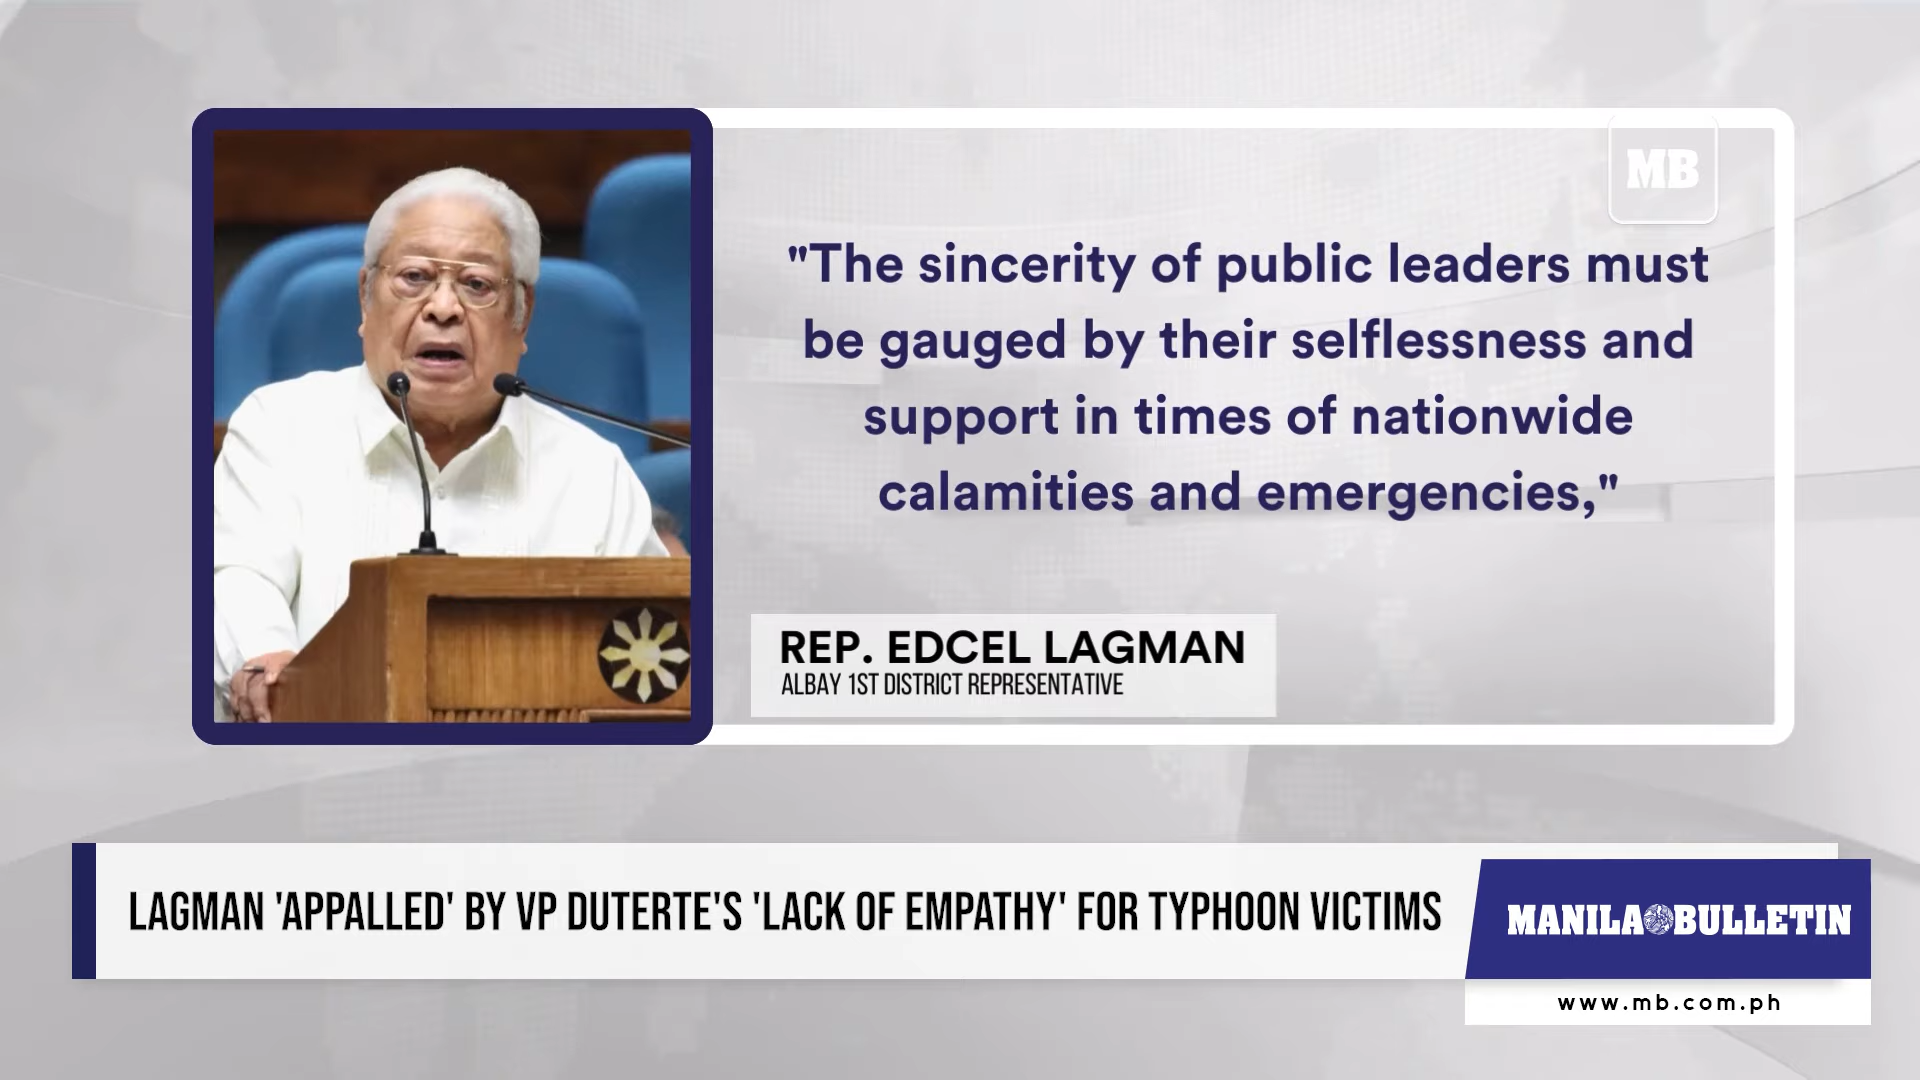 MB
"The sincerity of public leaders must
be gauged by their selflessness and
support in times of nationwide
calamities and emergencies,"
REP. EDCEL LAGMAN
ALBAY 1ST DISTRICT REPRESENTATIVE
LAGMAN 'APPALLED' BY VP DUTERTE'S 'LACK OF EMPATHY' FOR TYPHOON VICTIMS
MANILA BULLETIN
www.mb.com.ph